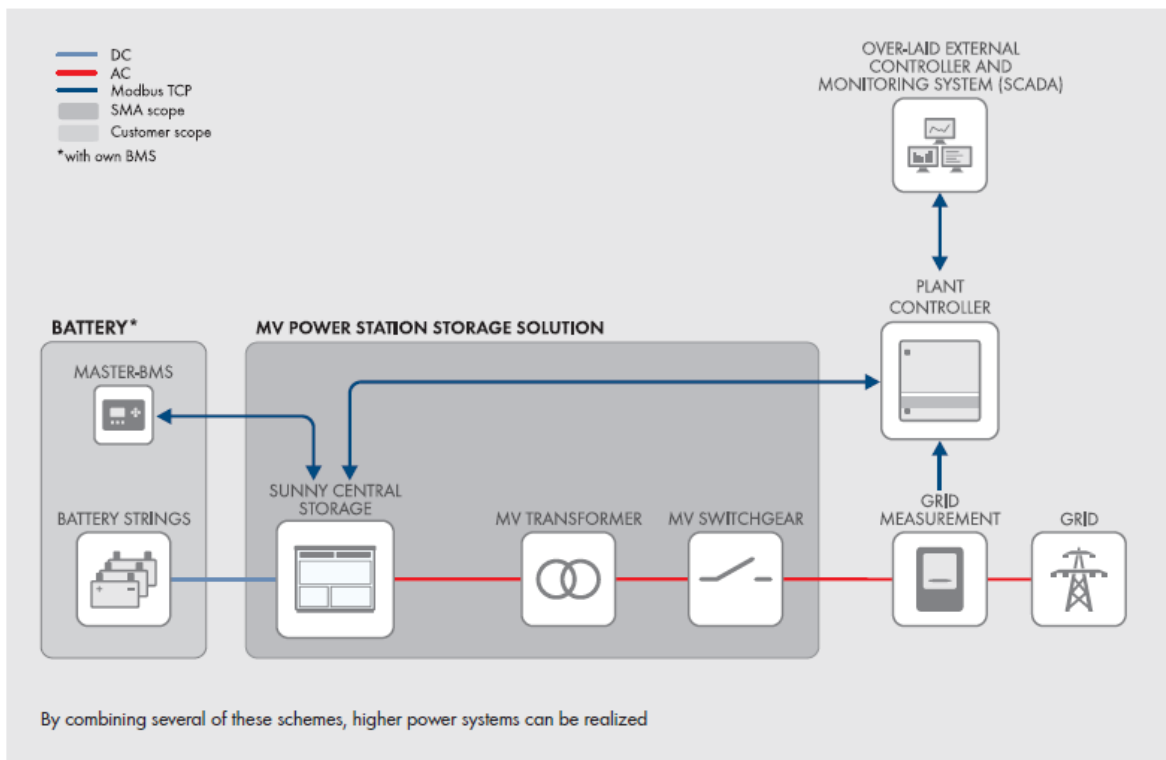 DC
AC
Modbus TCP
SMA scope
Customer scope
*with own BMS
OVER-LAID EXTERNAL
CONTROLLER AND
MONITORING SYSTEM (SCADA)
PLANT
CONTROLLER
BATTERY*
MV POWER STATION STORAGE SOLUTION
MASTER-BMS
SUNNY CENTRAL
STORAGE
BATTERY STRINGS
MV TRANSFORMER
MV SWITCHGEAR
GRID
MEASUREMENT
GRID
By combining several of these schemes, higher power systems can be realized